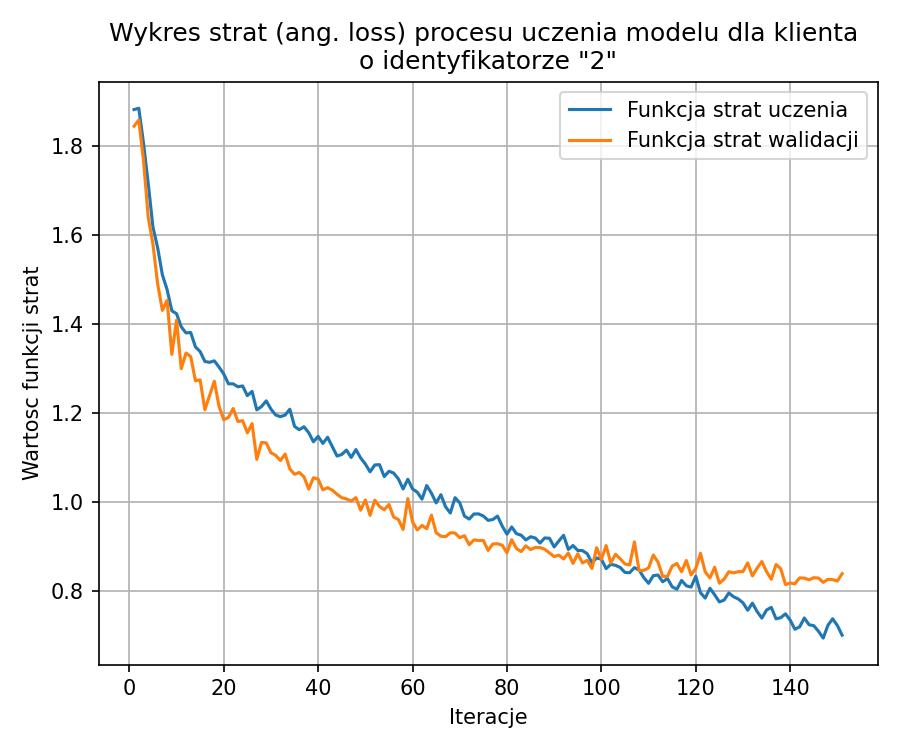 Wykres strat (ang. loss) procesu uczenia modelu dla klienta
o identyfikatorze "2"
Funkcja strat uczenia
Funkcja strat walidacji
Wartosc funkcji strat
1.8
1.6
1.4
1.2
1.0
0.8
0 20 40 60 80 100 120 140
Iteracje